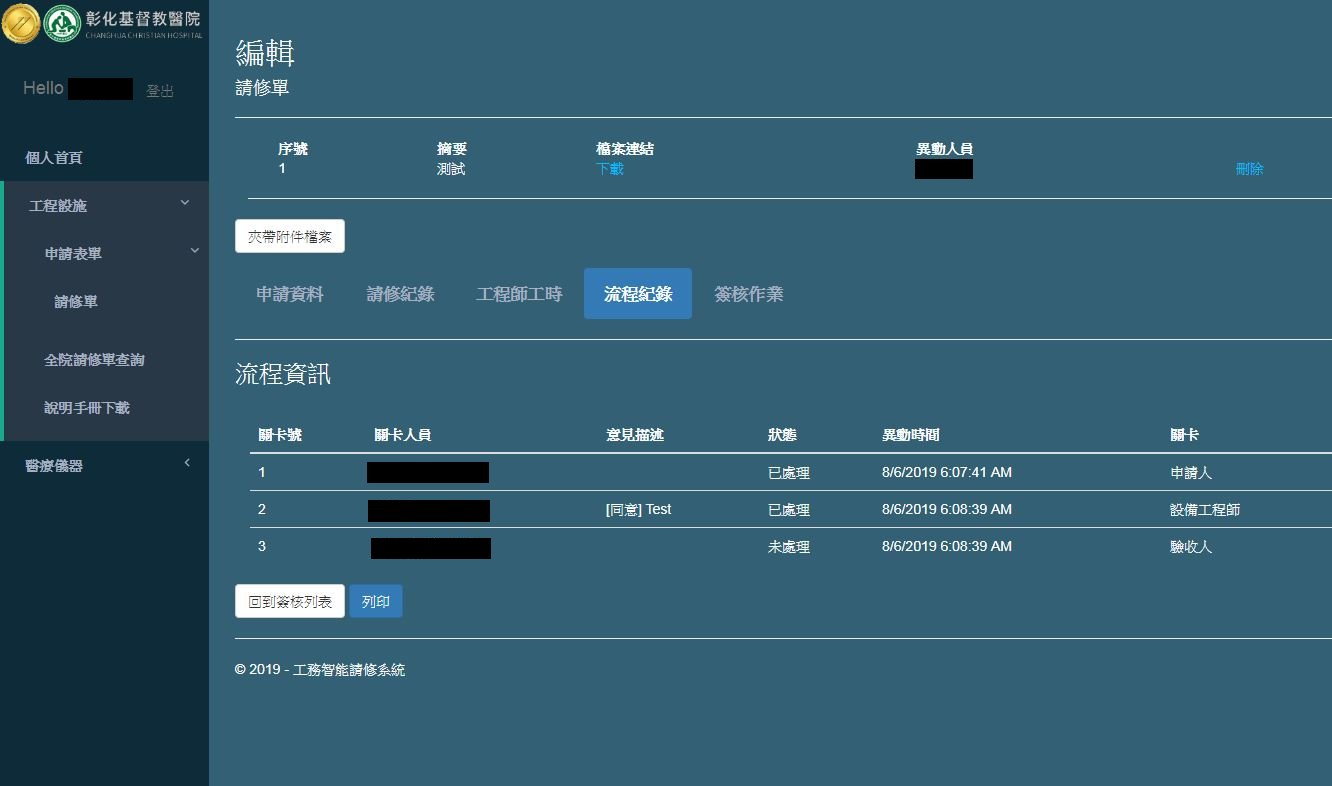 彰化基督教醫院
CHANGHUA CHRISTIAN HOSPITAL
Hello 登出
個人首頁
工程設施
申請表單
請修單
全院請修單查詢
說明手冊下載
醫療儀器
編輯
請修單
序號 摘要 檔案連結 異動人員
1 測試 下載 刪除
夾帶附件檔案
申請資料 請修紀錄 工程師工時 流程紀錄 簽核作業
流程資訊
關卡號 關卡人員 意見描述 狀態 異動時間 關卡
1 已處理 8/6/2019 6:07:41 AM 申請人
2 [同意] Test 已處理 8/6/2019 6:08:39 AM 設備工程師
3 未處理 8/6/2019 6:08:39 AM 驗收人
回到簽核列表 列印
© 2019 - 工務智能請修系統